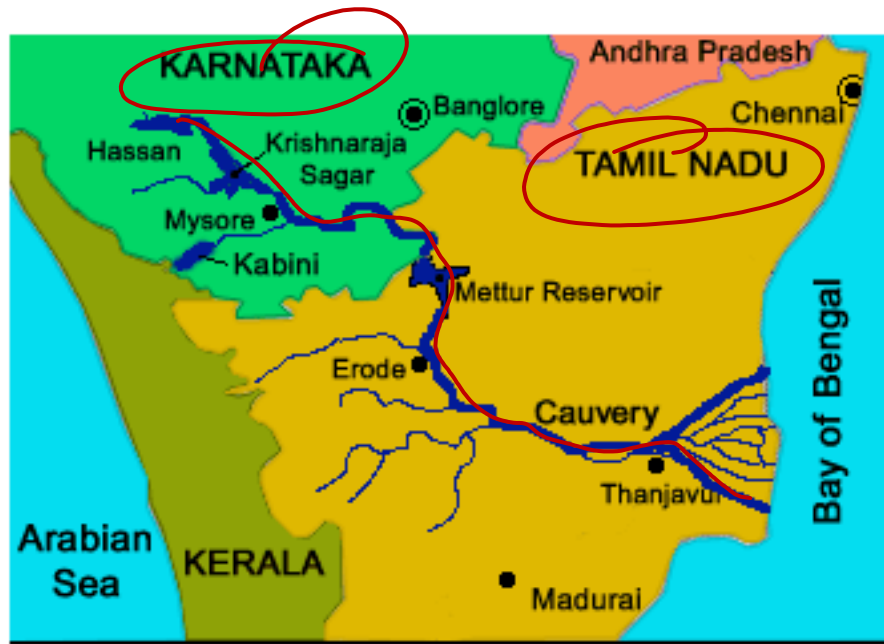 Andhra Pradesh
KARNATAKA
Banglore
Chennai
Hassan
Krishnaraja
Sagar
TAMIL NADU
Mysore
Kabini
Mettur Reservoir
Erode
Cauvery
Bay of Bengal
Thanjavur
Arabian
Sea
KERALA
Madurai